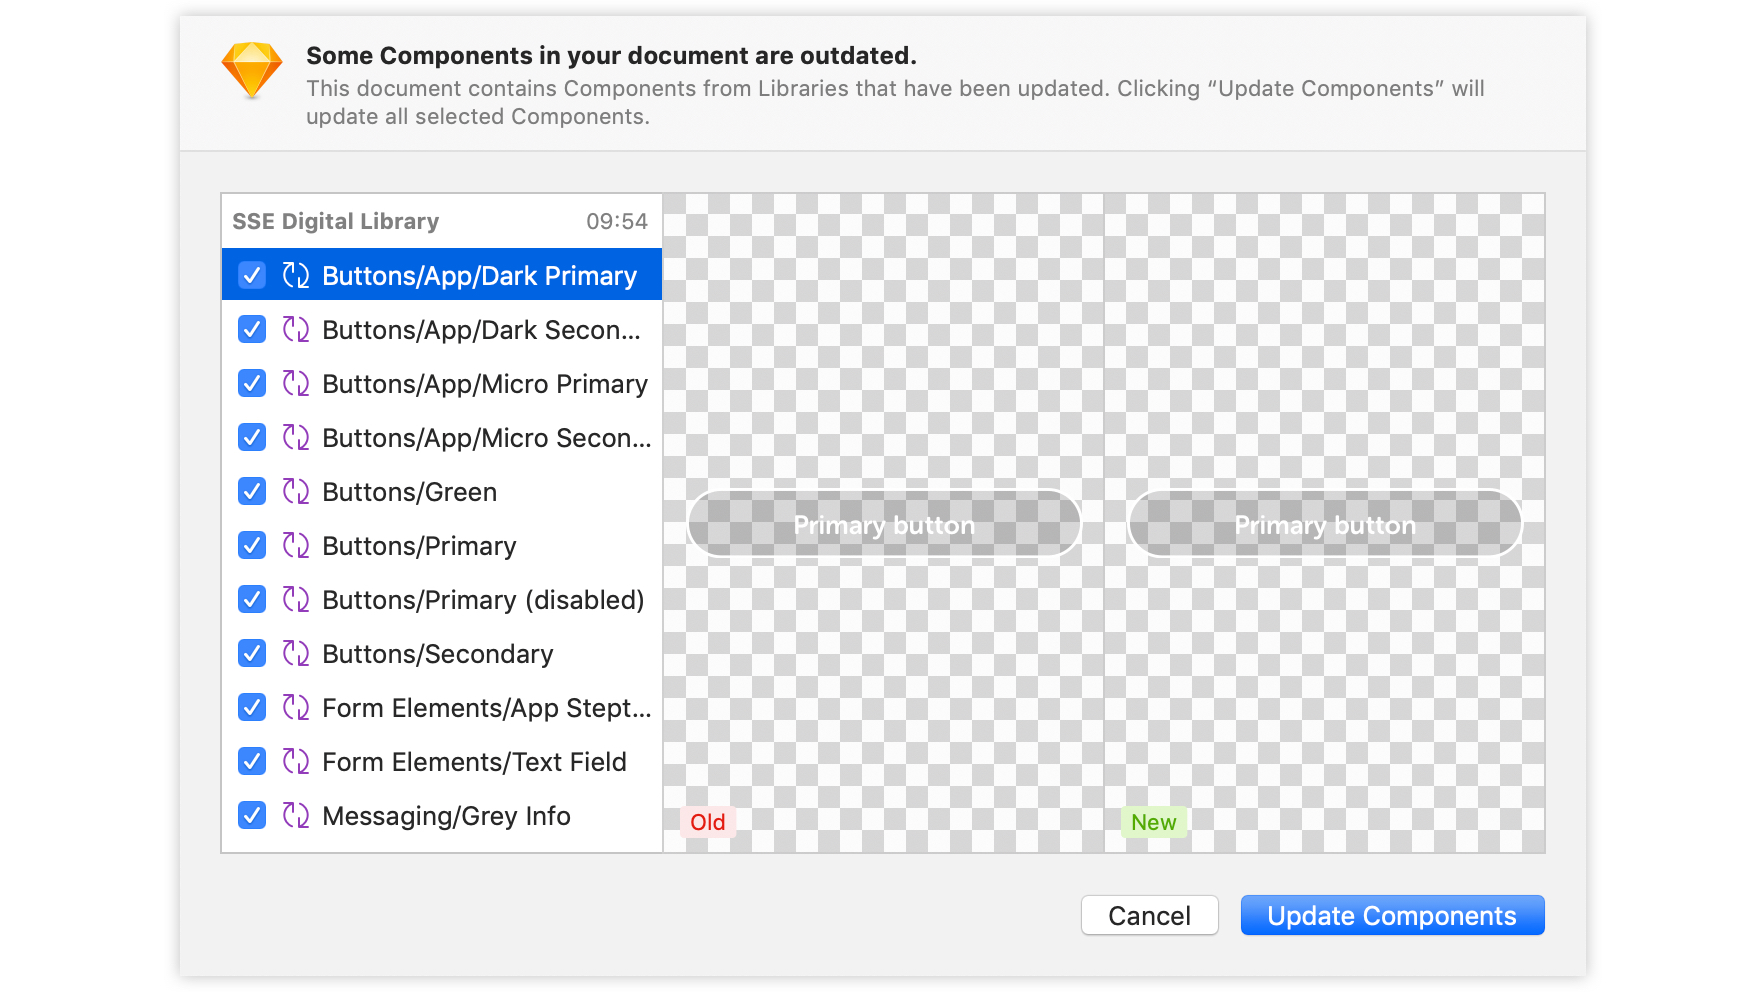 Some Components in your document are outdated.
This document contains Components from Libraries that have been updated. Clicking “Update Components” will
update all selected Components.
SSE Digital Library 09:54
Buttons/App/Dark Primary
Buttons/App/Dark Secon...
Buttons/App/Micro Primary
Buttons/App/Micro Secon...
Buttons/Green
Buttons/Primary
Buttons/Primary (disabled)
Buttons/Secondary
Form Elements/App Stept...
Form Elements/Text Field
Messaging/Grey Info
Primary button
Old
Primary button
New
Cancel
Update Components